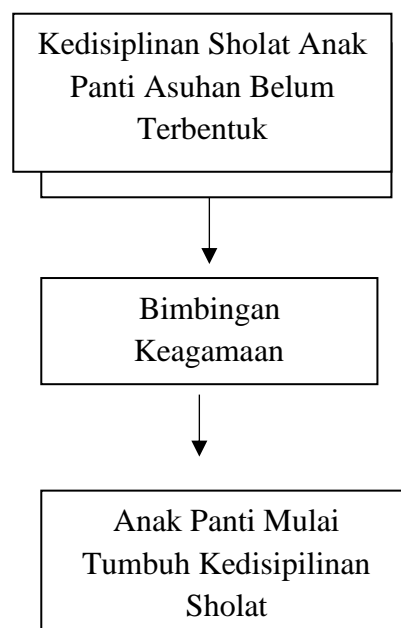 Kedisiplinan Sholat Anak
Panti Asuhan Belum
Terbentuk
Bimbingan
Keagamaan
Anak Panti Mulai
Tumbuh Kedisipilinan
Sholat